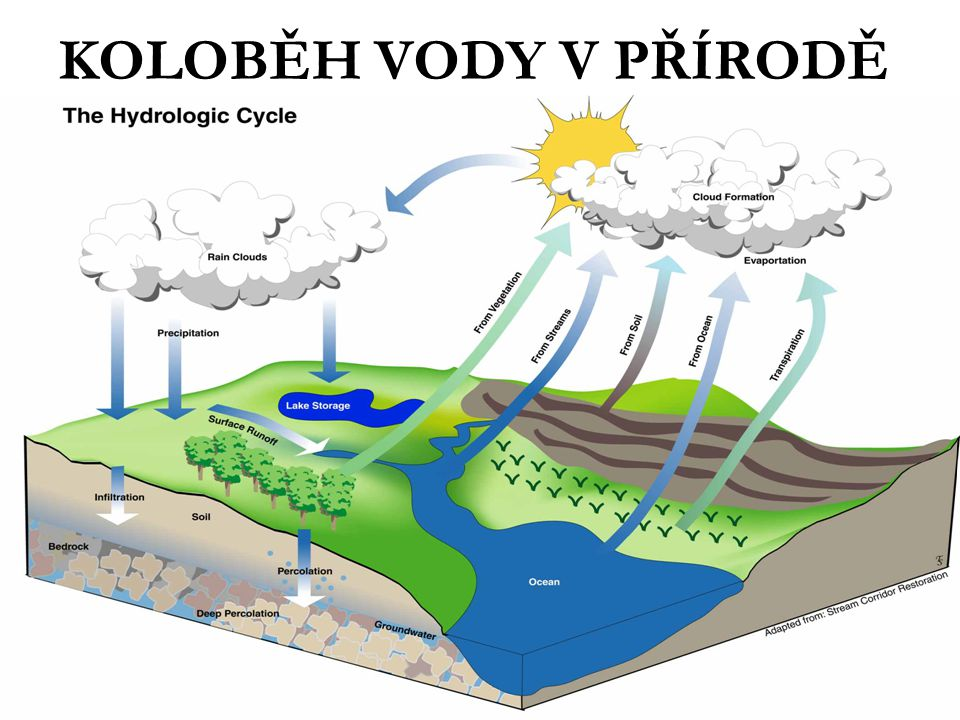 KOLOBĚH VODY V PŘÍRODĚ
The Hydrologic Cycle
Cloud Formation
Rain Clouds
Evaportation
From Vegetation
From Streams
From Soil
From Ocean
Transpiration
Precipitation
Lake Storage
Surface Runoff
Infiltration
Soil
Bedrock
Percolation
Ocean
Deep Percolation
Groundwater
Adapted from: Stream Corridor Restoration